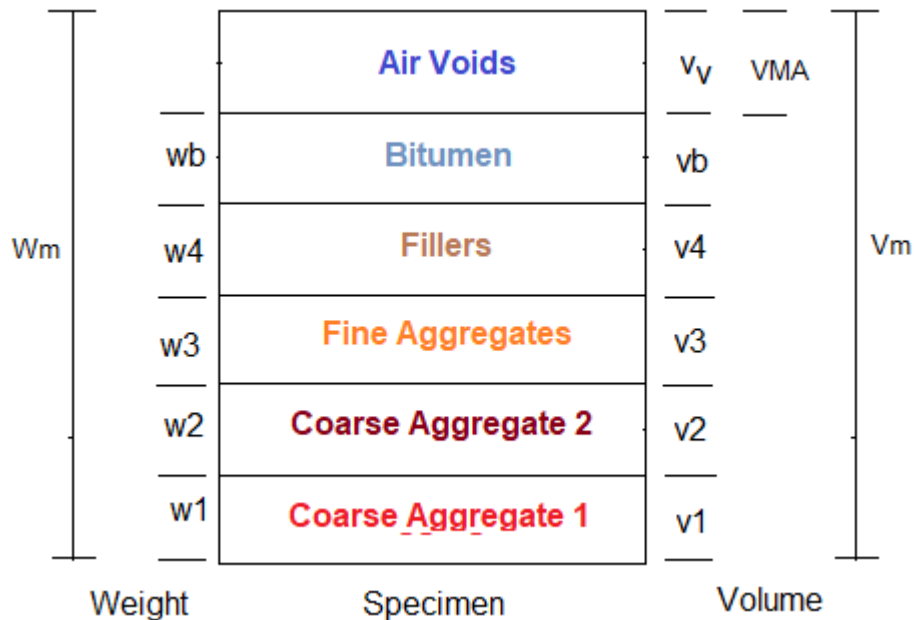 Air Voids
vv
VMA
wb
Bitumen
vb
Wm
w4
Fillers
v4
Vm
w3
Fine Aggregates
v3
w2
Coarse Aggregate 2
v2
w1
Coarse Aggregate 1
v1
Weight
Specimen
Volume